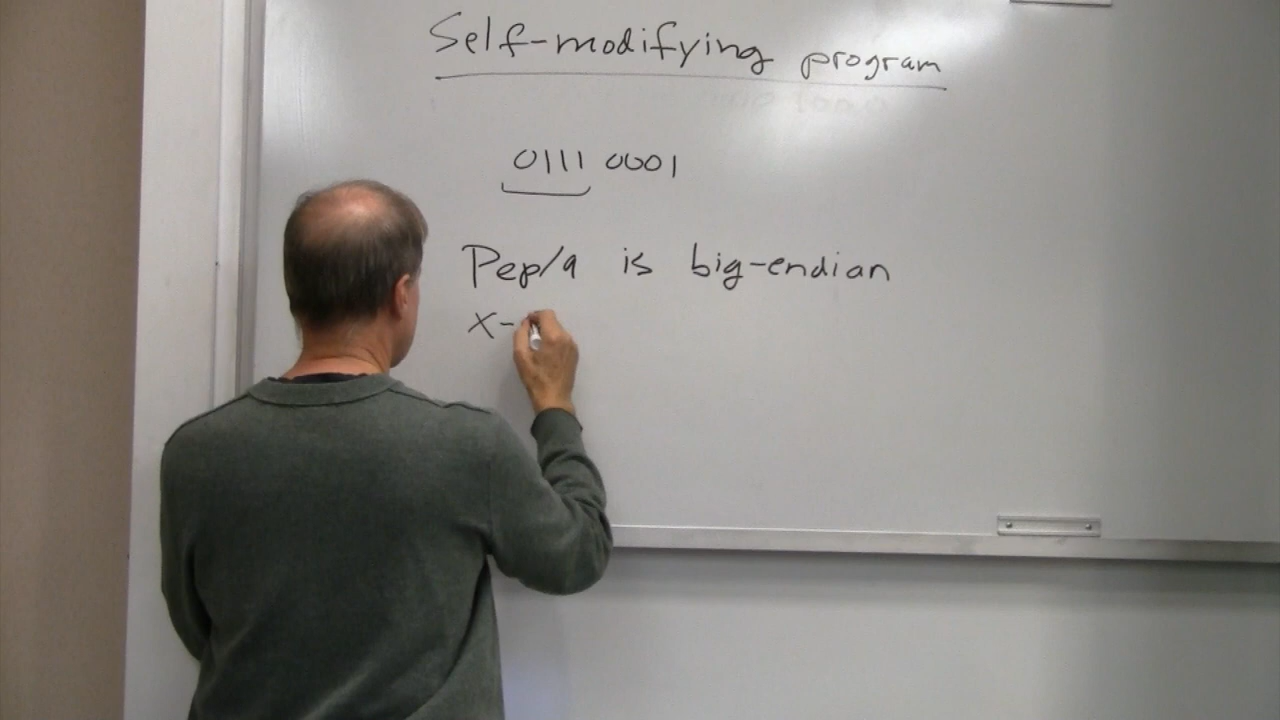 Self-modifying program
0111 0001
Pep/9 is big-endian
x-